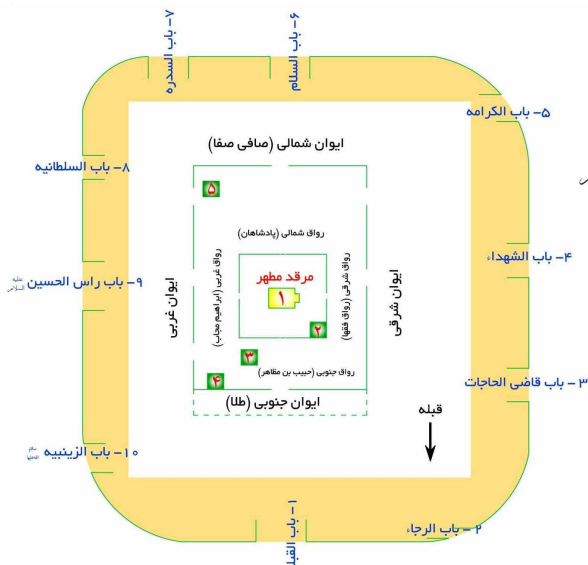 ۷- باب السدره
۶- باب السلام
۵- باب الکرامه
ایوان شمالی (صافی صفا)
۸- باب السلطانیه
۵
۴- باب الشهداء
رواق شمالی (پادشاهان)
۹- باب راس الحسین علیه السلام
ایوان غربی
رواق غربی (ابراهیم مجاب)
مرقد مطهر
۱
رواق شرقی (رواق فقها)
ایوان شرقی
۲
۳
رواق جنوبی (حبیب بن مظاهر)
۴
۳- باب قاضی الحاجات
ایوان جنوبی (طلا)
قبله
۱۰- باب الزینبیه
۲- باب الرجاء
۱- باب القبله